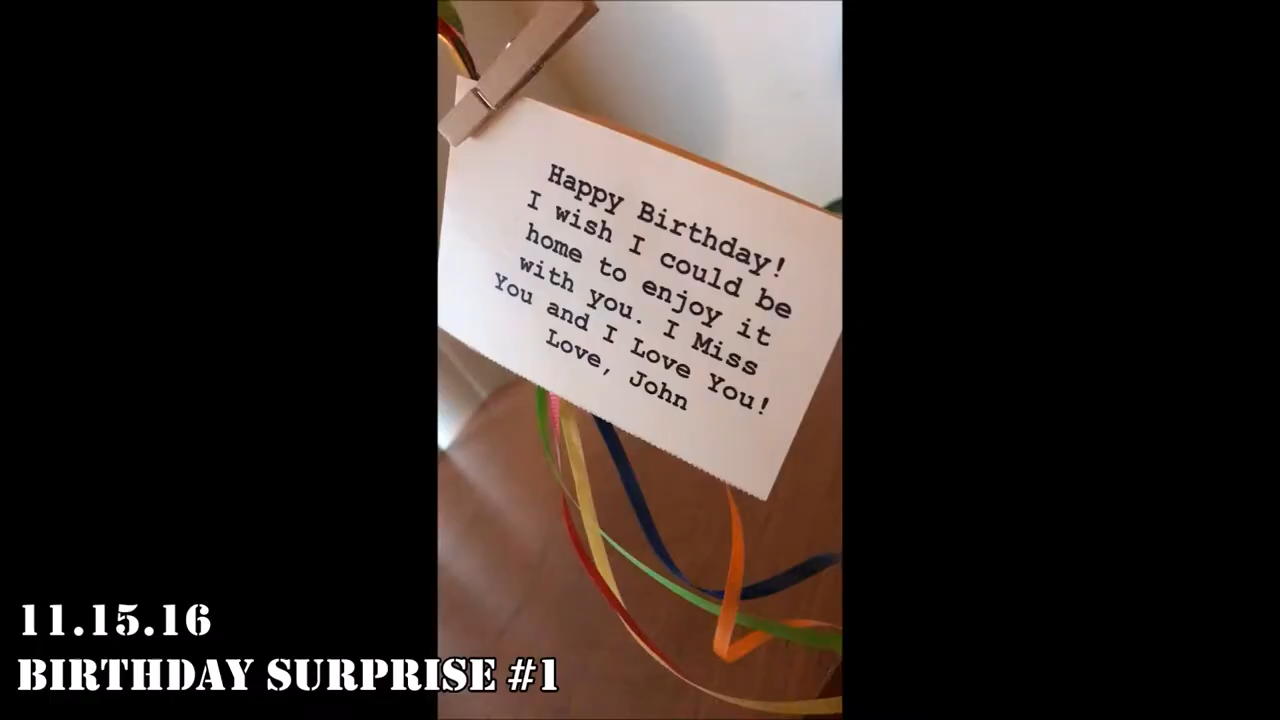 Happy Birthday!
I wish I could be
home to enjoy it
with you. I Miss
You and I Love You!
Love, John
11.15.16
BIRTHDAY SURPRISE #1